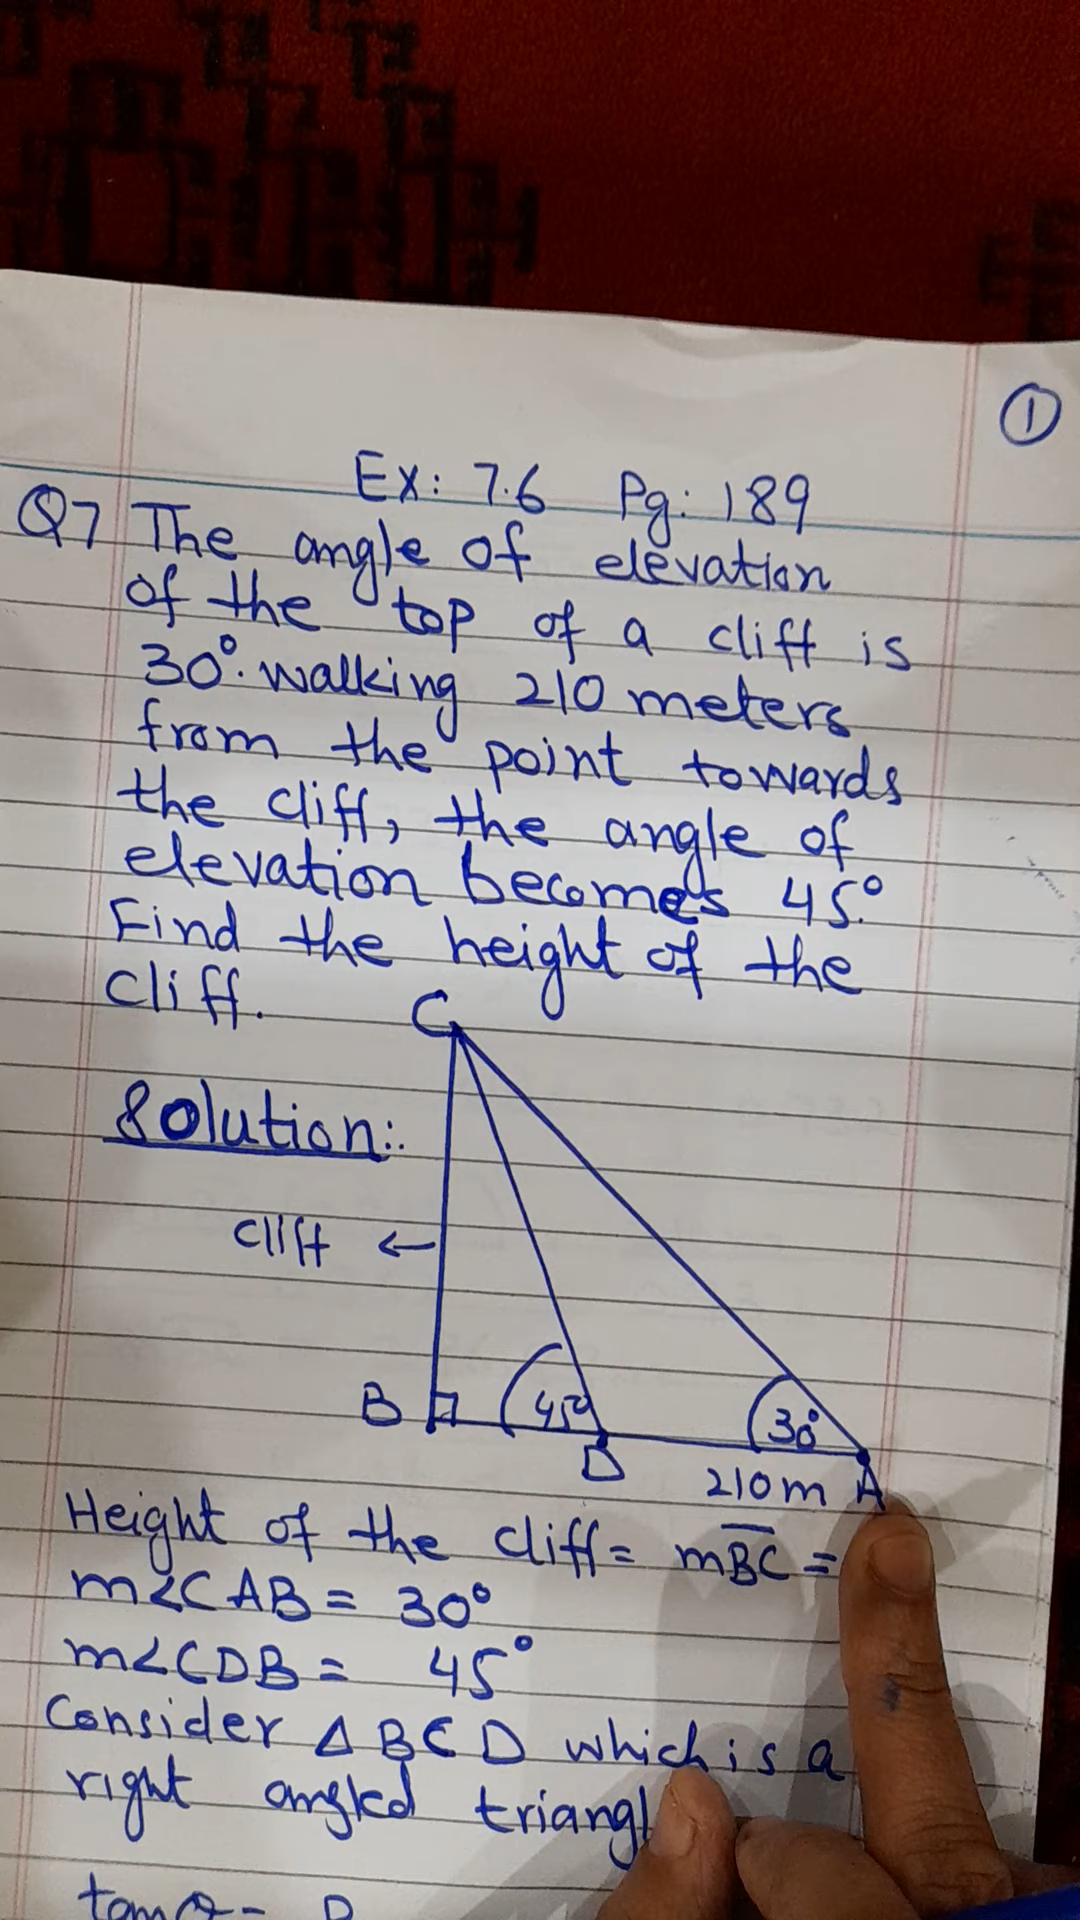 ①
Ex: 7.6 Pg: 189
Q7 The angle of elevation
of the top of a cliff is
30°. walking 210 meters
from the point towards
the cliff, the angle of
elevation becomes 45°.
Find the height of the
cliff.
C
Solution:.
cliff ←
B 45° 30°
D
210m A
Height of the cliff = mBC =
m∠CAB = 30°
m∠CDB = 45°
Consider △ BCD which is a
right angled triangl